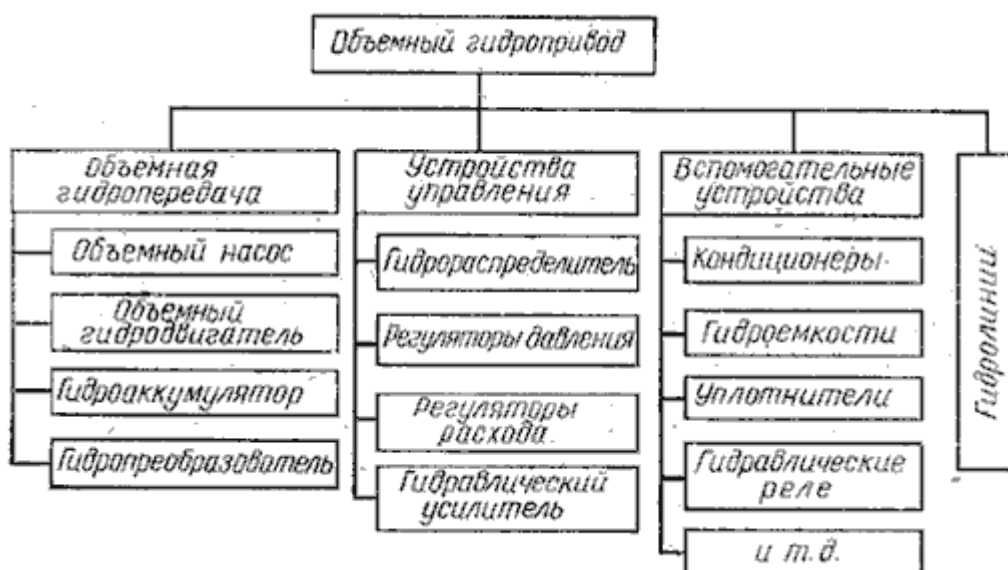 Объемный гидропривод
Объемная
гидропередача
Объемный насос
Объемный
гидродвигатель
Гидроаккумулятор
Гидропреобразователь
Устройства
управления
Гидрораспределитель
Регуляторы давления
Регуляторы
расхода
Гидравлический
усилитель
Вспомогательные
устройства
Кондиционеры
Гидроемкости
Уплотнители
Гидравлические
реле
и т.д.
Гидролиний